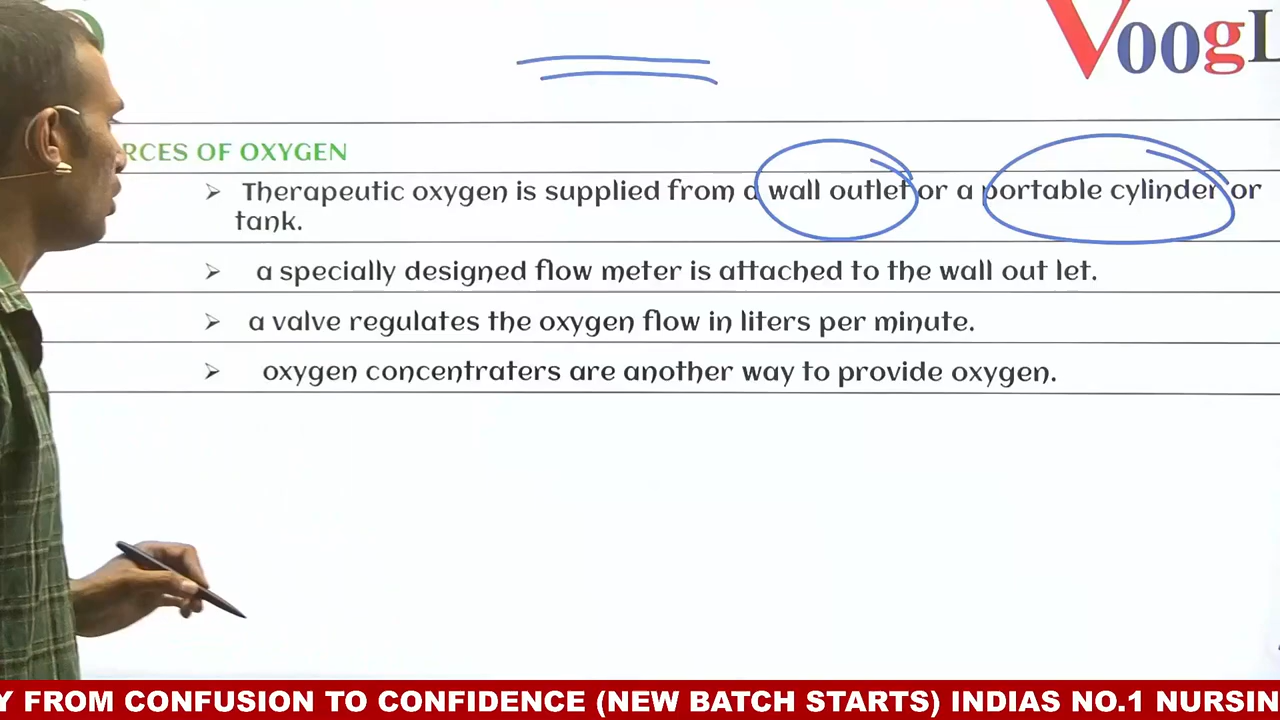 VoogL
RCES OF OXYGEN
➢ Therapeutic oxygen is supplied from a wall outlet or a portable cylinder or
tank.
➢ a specially designed flow meter is attached to the wall out let.
➢ a valve regulates the oxygen flow in liters per minute.
➢ oxygen concentraters are another way to provide oxygen.
Y FROM CONFUSION TO CONFIDENCE (NEW BATCH STARTS) INDIAS NO.1 NURSIN